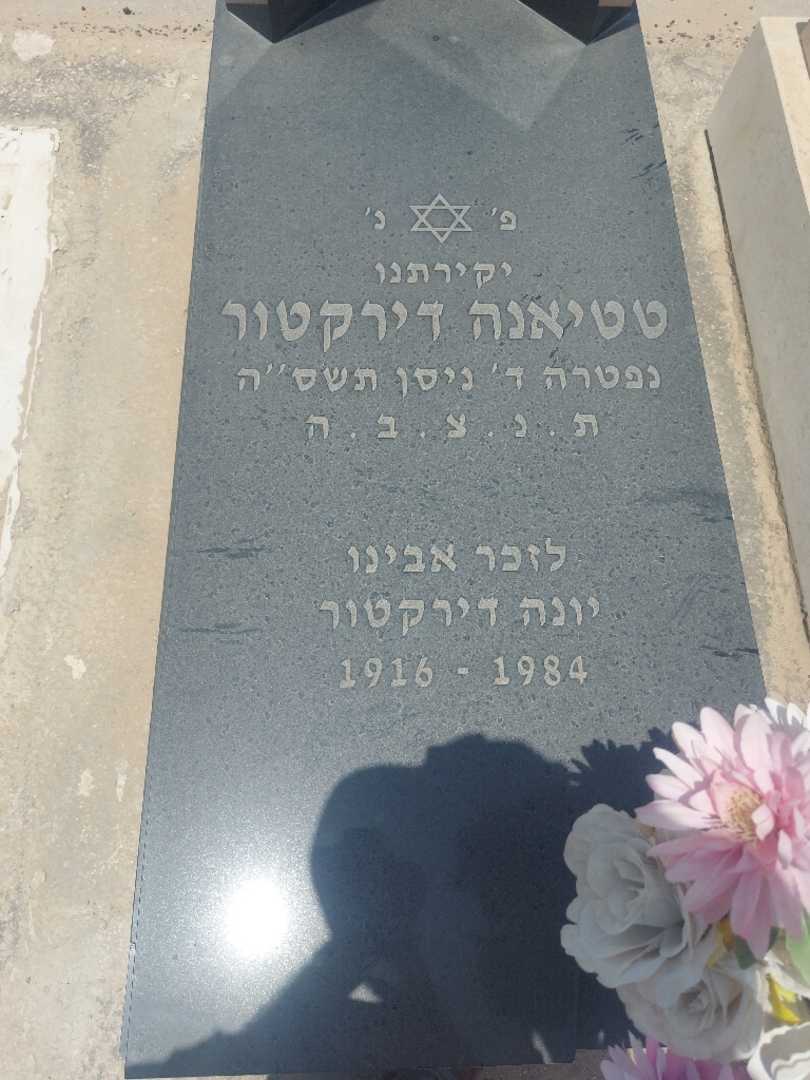 פ' נ'
יקירתנו
טטיאנה דירקטור
נפטרה ד' ניסן תשס''ה
ת . נ . צ . ב . ה
לזכר אבינו
יונה דירקטור
1916 - 1984